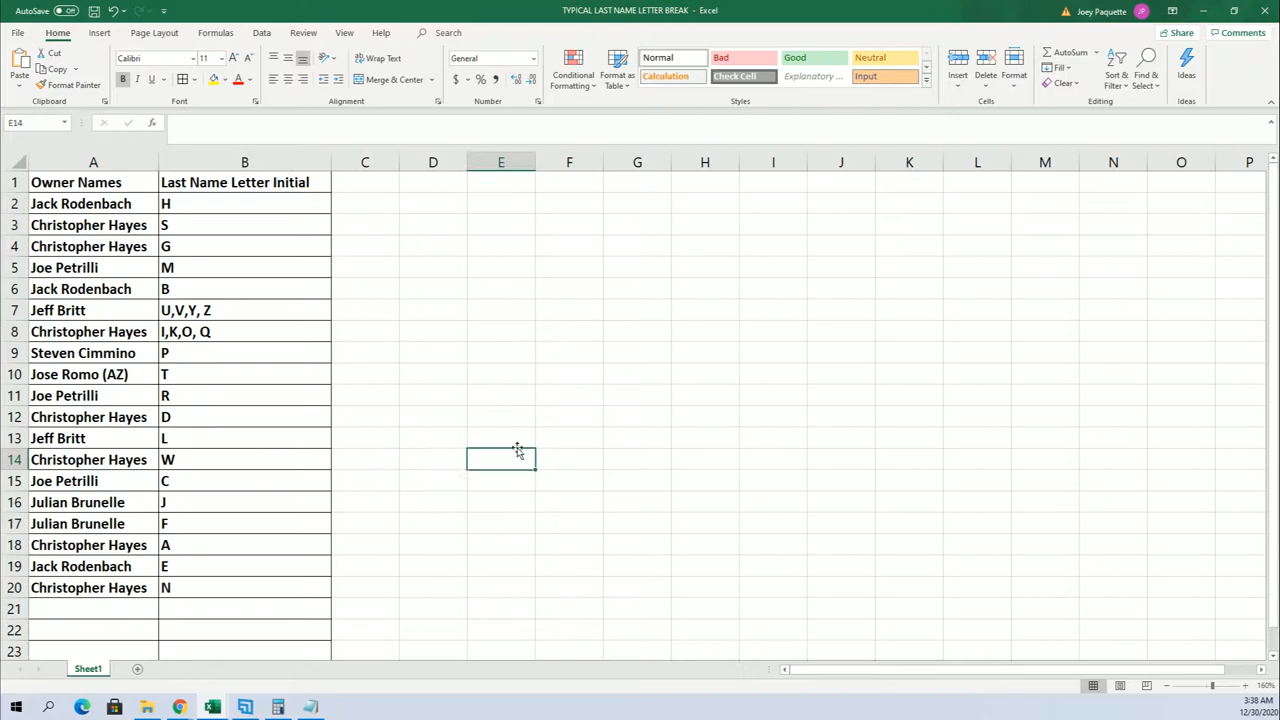 AutoSave Off TYPICAL LAST NAME LETTER BREAK - Excel Joey Paquette JP
File Home Insert Page Layout Formulas Data Review View Help Search Share Comments
Paste Cut Copy Format Painter Clipboard
Calibri 11 B I U A Font
Wrap Text Merge & Center Alignment
General $ % , Number
Conditional Formatting Format as Table
Normal Bad Good Neutral
Calculation Check Cell Explanatory ... Input
Styles
Insert Delete Format Cells
AutoSum Fill Clear Sort & Filter Find & Select Editing
Ideas Ideas
E14 fx
A B C D E F G H I J K L M N O P
1 Owner Names Last Name Letter Initial
2 Jack Rodenbach H
3 Christopher Hayes S
4 Christopher Hayes G
5 Joe Petrilli M
6 Jack Rodenbach B
7 Jeff Britt U,V,Y, Z
8 Christopher Hayes I,K,O, Q
9 Steven Cimmino P
10 Jose Romo (AZ) T
11 Joe Petrilli R
12 Christopher Hayes D
13 Jeff Britt L
14 Christopher Hayes W
15 Joe Petrilli C
16 Julian Brunelle J
17 Julian Brunelle F
18 Christopher Hayes A
19 Jack Rodenbach E
20 Christopher Hayes N
21
22
23
Sheet1
160%
3:38 AM
12/30/2020